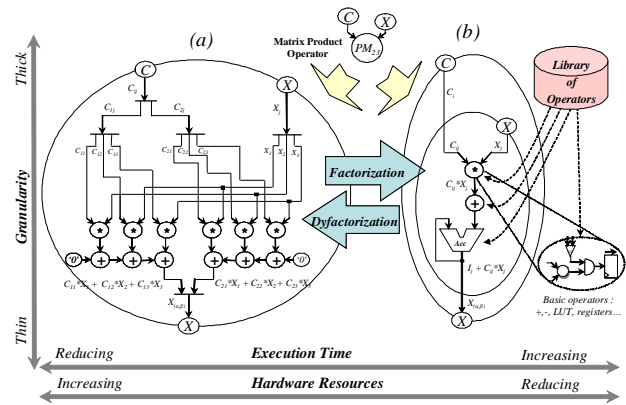 (a)
(b)
C
X
Matrix Product
Operator
PM23
Thick
Granularity
Thin
C
Cij
C1j
C2j
C11
C12
C13
C21
C22
C23
X
Xj
X1
X2
X3
* * * * * *
'0' + + + + + + '0'
C11*X1 + C12*X2 + C13*X3
C21*X1 + C22*X2 + C23*X3
X(α,β)
X
Factorization
Dyfactorization
C
Ci
X
Cij
Xj
*
Cij*Xj
+
Acc
Ij + Cij*Xj
X(α,β)
X
Library
of
Operators
Basic operators :
+,-, LUT, registers…
Reducing Execution Time Increasing
Increasing Hardware Resources Reducing